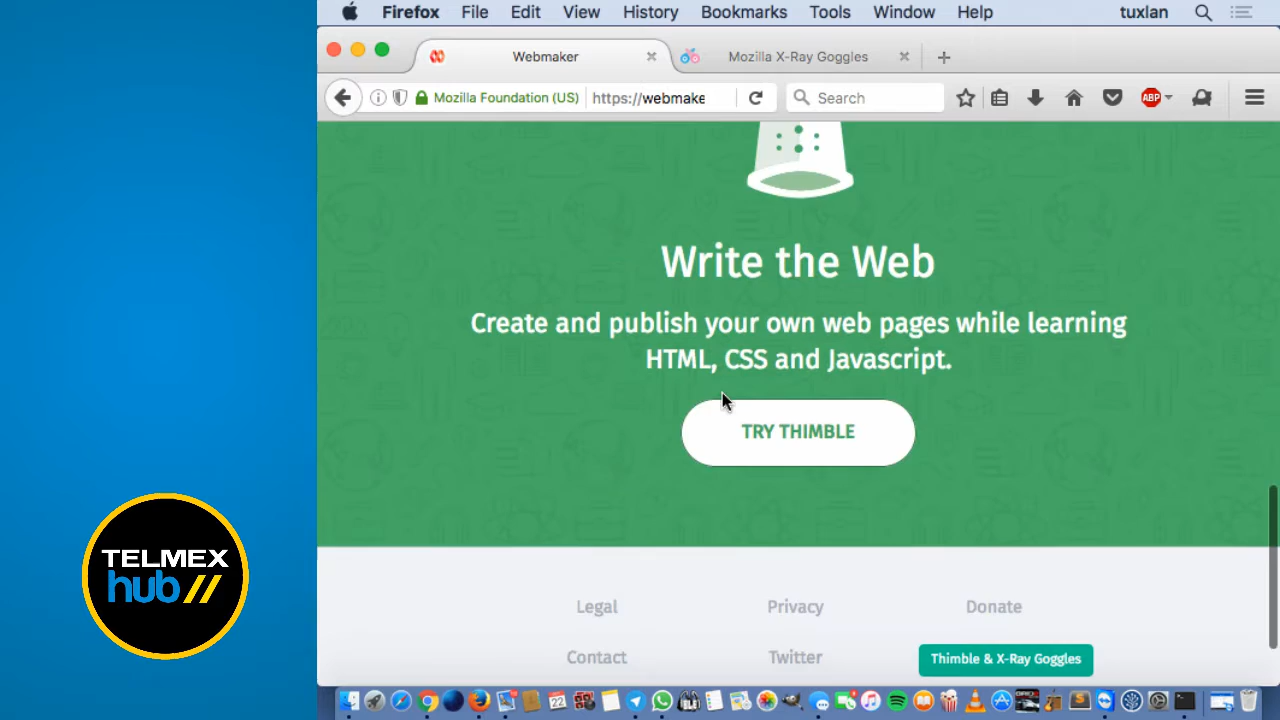 Firefox File Edit View History Bookmarks Tools Window Help tuxlan
Webmaker Mozilla X-Ray Goggles
Mozilla Foundation (US) https://webmake Search ABP
Write the Web
Create and publish your own web pages while learning
HTML, CSS and Javascript.
TRY THIMBLE
TELMEX
hub//
Legal Privacy Donate
Contact Twitter Thimble & X-Ray Goggles